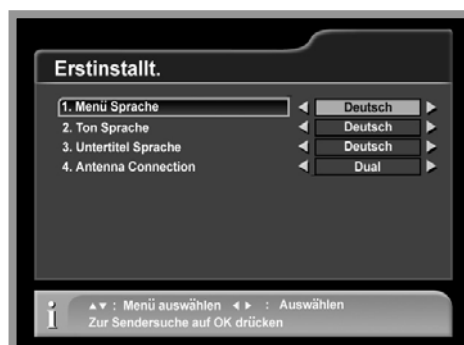 Erstinstallt.
1. Menü Sprache ◀ Deutsch ▶
2. Ton Sprache ◀ Deutsch ▶
3. Untertitel Sprache ◀ Deutsch ▶
4. Antenna Connection ◀ Dual ▶
i ▲▼ : Menü auswählen ◀ ▶ : Auswählen
Zur Sendersuche auf OK drücken